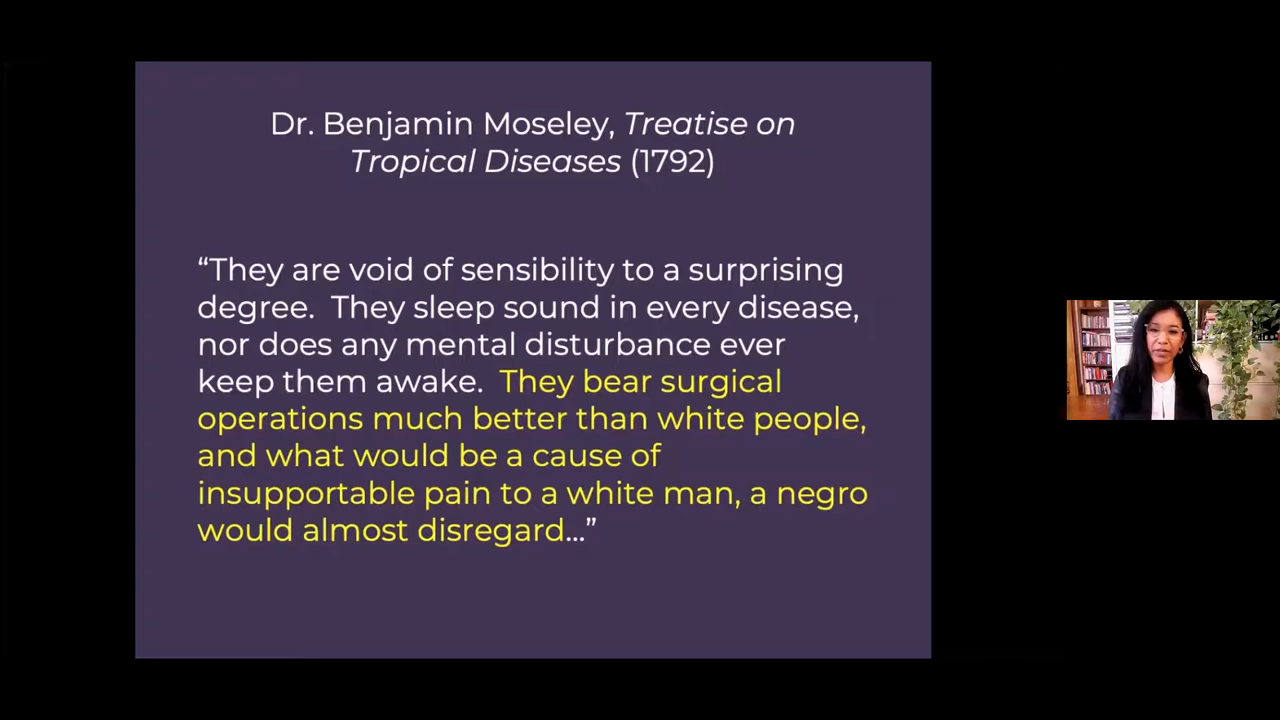 Dr. Benjamin Moseley, Treatise on
Tropical Diseases (1792)
“They are void of sensibility to a surprising
degree.  They sleep sound in every disease,
nor does any mental disturbance ever
keep them awake.  They bear surgical
operations much better than white people,
and what would be a cause of
insupportable pain to a white man, a negro
would almost disregard...”